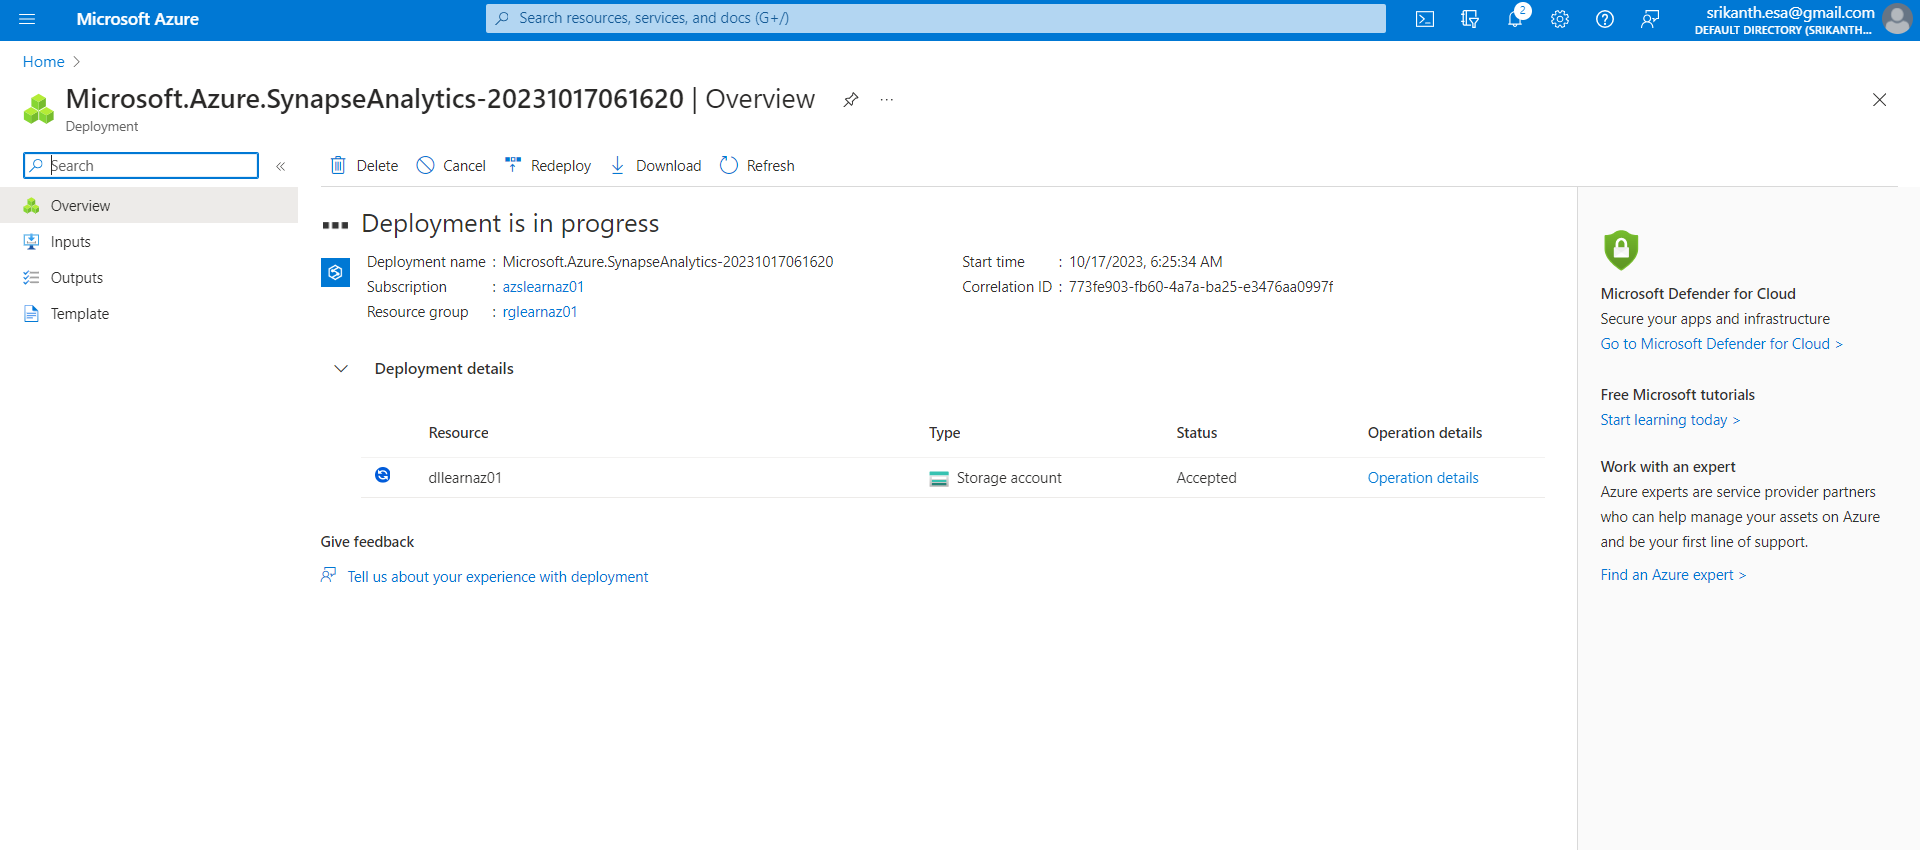 Microsoft Azure
Search resources, services, and docs (G+/)
2
srikanth.esa@gmail.com
DEFAULT DIRECTORY (SRIKANTH...
Home >
Microsoft.Azure.SynapseAnalytics-20231017061620 | Overview
...
Deployment
Search
«
Overview
Inputs
Outputs
Template
Delete Cancel Redeploy Download Refresh
Deployment is in progress
Deployment name : Microsoft.Azure.SynapseAnalytics-20231017061620
Subscription : azslearnaz01
Resource group : rglearnaz01
Start time : 10/17/2023, 6:25:34 AM
Correlation ID : 773fe903-fb60-4a7a-ba25-e3476aa0997f
Deployment details
Resource Type Status Operation details
dllearnaz01 Storage account Accepted Operation details
Give feedback
Tell us about your experience with deployment
Microsoft Defender for Cloud
Secure your apps and infrastructure
Go to Microsoft Defender for Cloud >
Free Microsoft tutorials
Start learning today >
Work with an expert
Azure experts are service provider partners
who can help manage your assets on Azure
and be your first line of support.
Find an Azure expert >